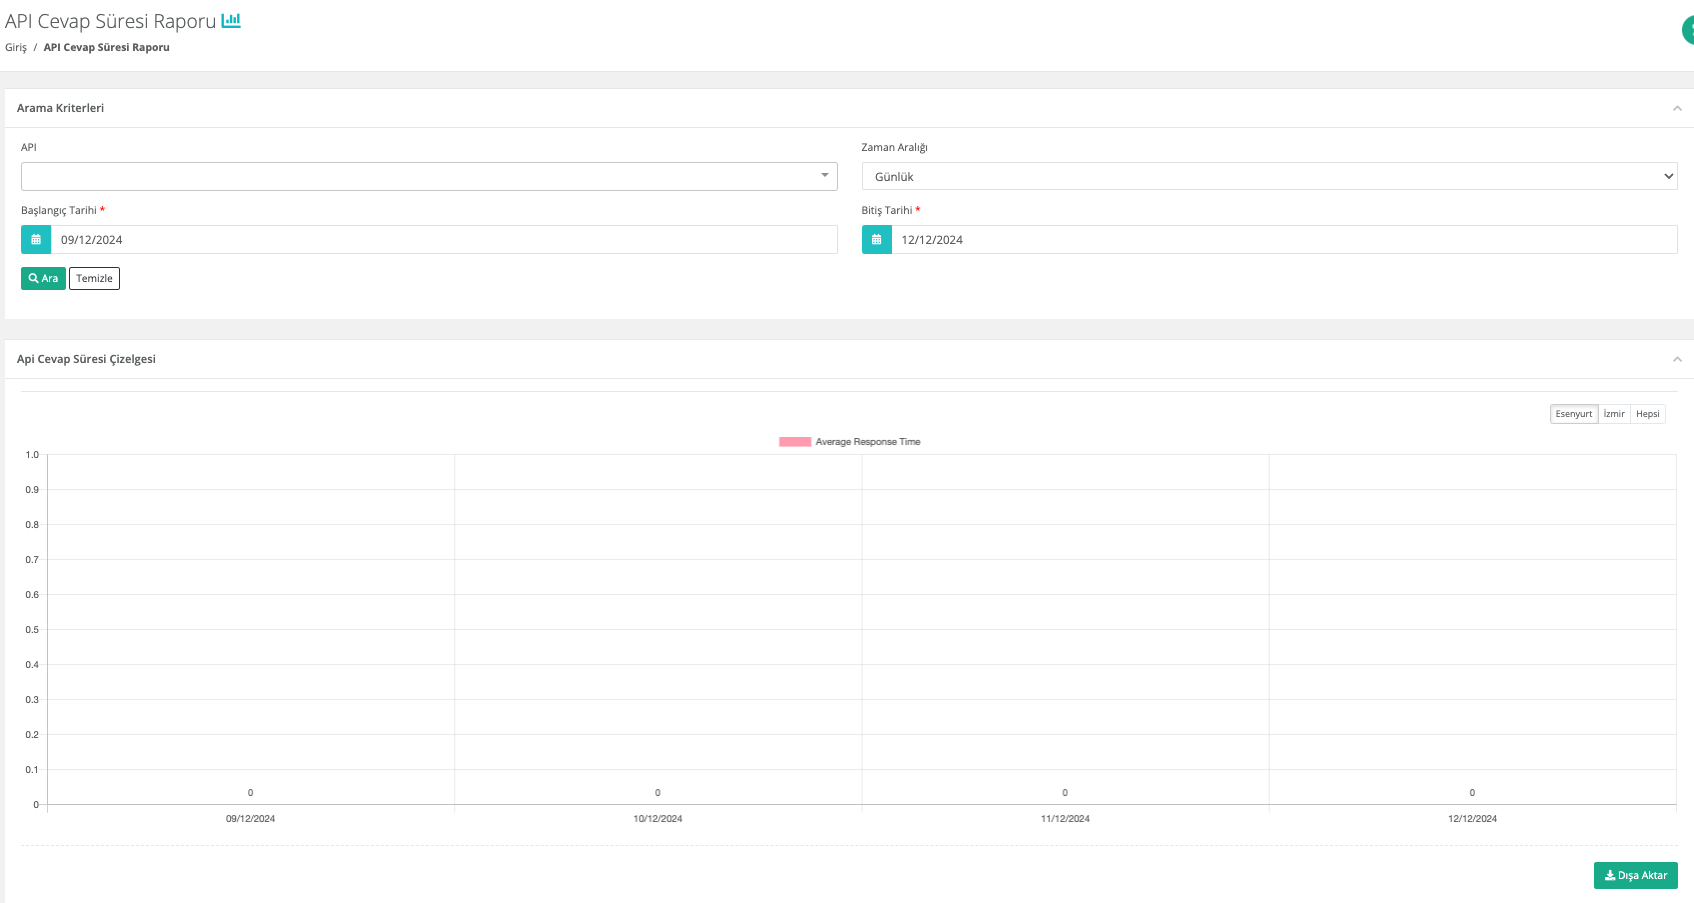 API Cevap Süresi Raporu
Giriş / API Cevap Süresi Raporu
Arama Kriterleri
API
Zaman Aralığı
Günlük
Başlangıç Tarihi *
Bitiş Tarihi *
09/12/2024
12/12/2024
Ara
Temizle
Api Cevap Süresi Çizelgesi
Esenyurt İzmir Hepsi
Average Response Time
1.0
0.9
0.8
0.7
0.6
0.5
0.4
0.3
0.2
0.1
0 0 0 0
0
09/12/2024 10/12/2024 11/12/2024 12/12/2024
Dışa Aktar